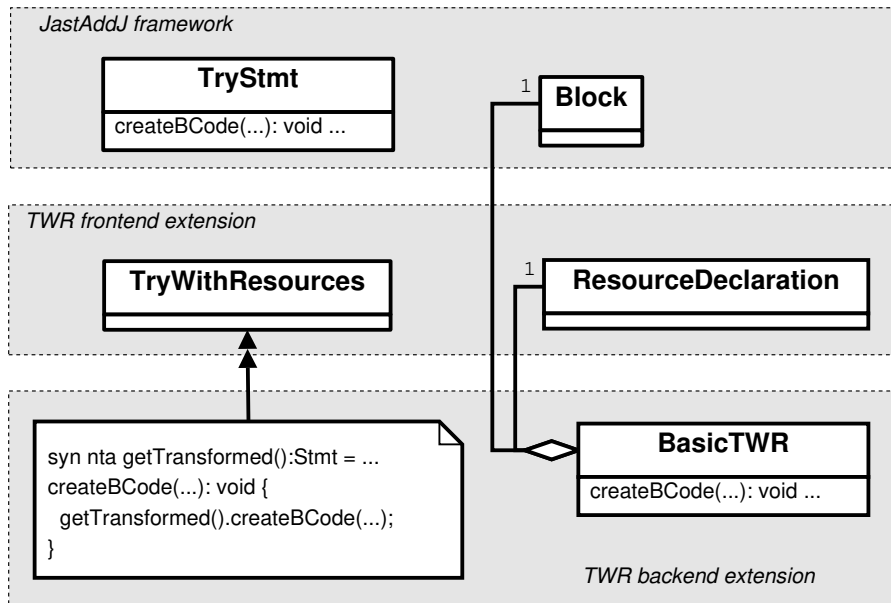 JastAddJ framework
TryStmt
createBCode(...): void ...
1
Block
TWR frontend extension
TryWithResources
1
ResourceDeclaration
syn nta getTransformed():Stmt = ...
createBCode(...): void {
getTransformed().createBCode(...);
}
BasicTWR
createBCode(...): void ...
TWR backend extension